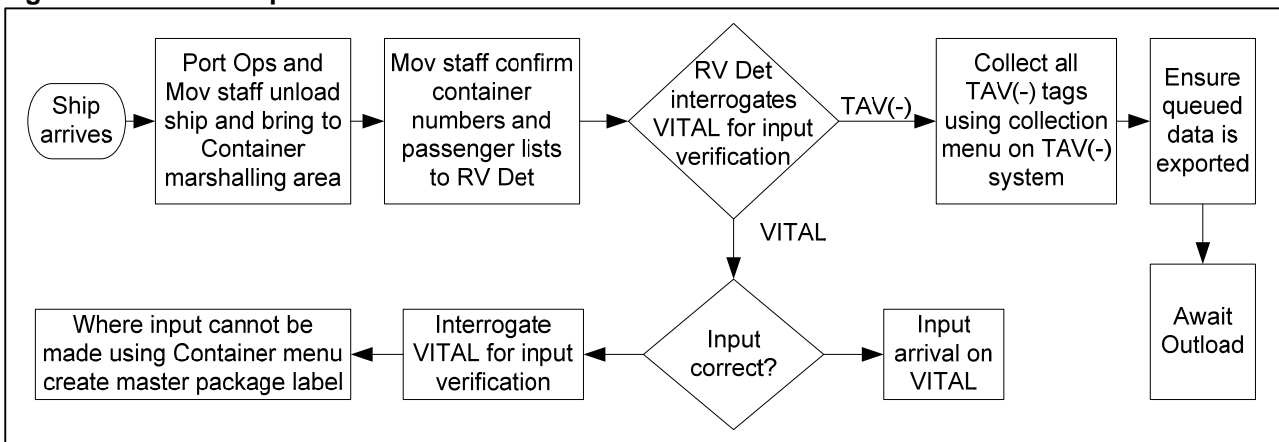 Ship
arrives
Port Ops and
Mov staff unload
ship and bring to
Container
marshalling area
Mov staff confirm
container
numbers and
passenger lists
to RV Det
RV Det
interrogates
VITAL for input
verification
TAV(-)
Collect all
TAV(-) tags
using collection
menu on TAV(-)
system
Ensure
queued
data is
exported
VITAL
Where input cannot be
made using Container menu
create master package label
Interrogate
VITAL for input
verification
Input
correct?
Input
arrival on
VITAL
Await
Outload